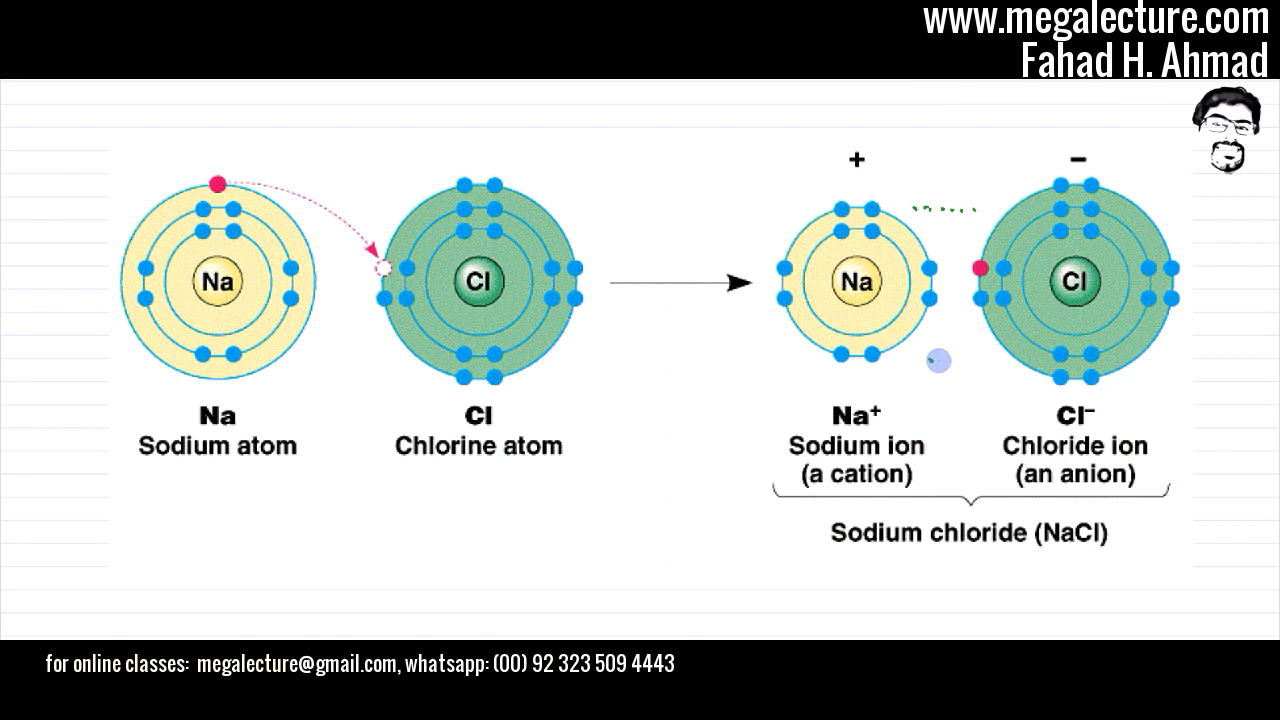 www.megalecture.com
Fahad H. Ahmad
+ −
Na Cl Na Cl
Na Cl Na⁺ Cl⁻
Sodium atom Chlorine atom Sodium ion Chloride ion
(a cation) (an anion)
Sodium chloride (NaCl)
for online classes: megalecture@gmail.com, whatsapp: (00) 92 323 509 4443